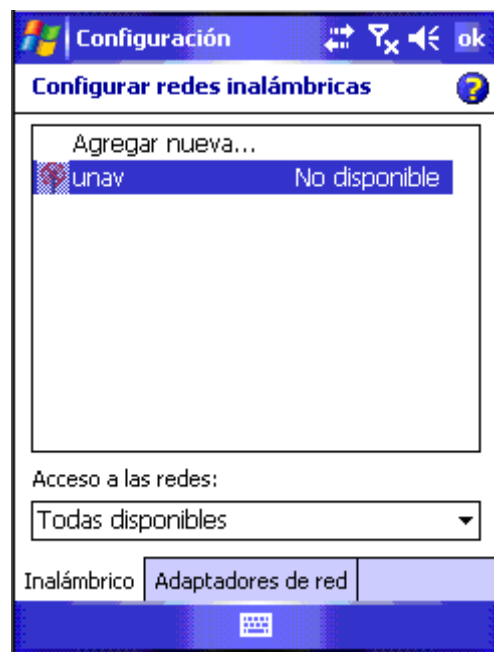 Configuración ok
Configurar redes inalámbricas
Agregar nueva...
unav No disponible
Acceso a las redes:
Todas disponibles
Inalámbrico Adaptadores de red